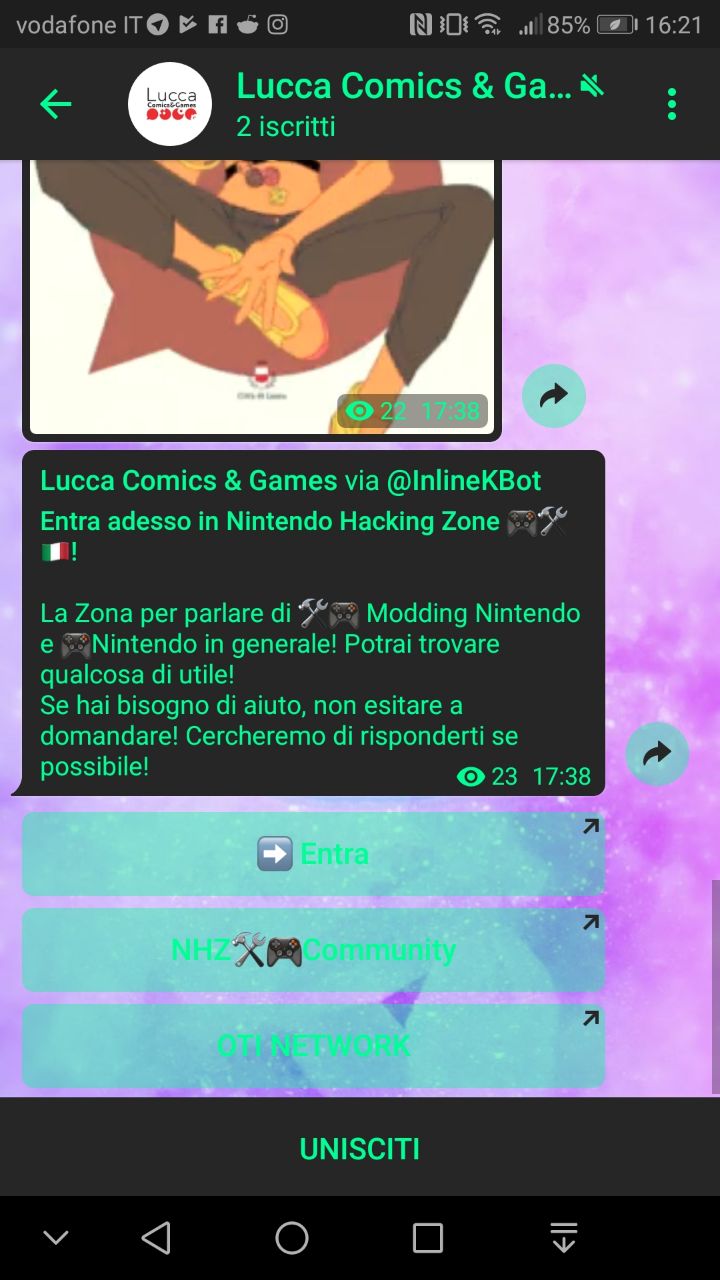 vodafone IT 85% 16:21
Lucca Comics & Ga...
Lucca
Comics&Games
2 iscritti
22 17:38
Lucca Comics & Games via @InlineKBot
Entra adesso in Nintendo Hacking Zone 🎮🛠
🇮🇹!
La Zona per parlare di 🛠🎮 Modding Nintendo
e 🎮Nintendo in generale! Potrai trovare
qualcosa di utile!
Se hai bisogno di aiuto, non esitare a
domandare! Cercheremo di risponderti se
possibile!
23 17:38
➡️ Entra
NHZ🛠🎮Community
OTI NETWORK
UNISCITI